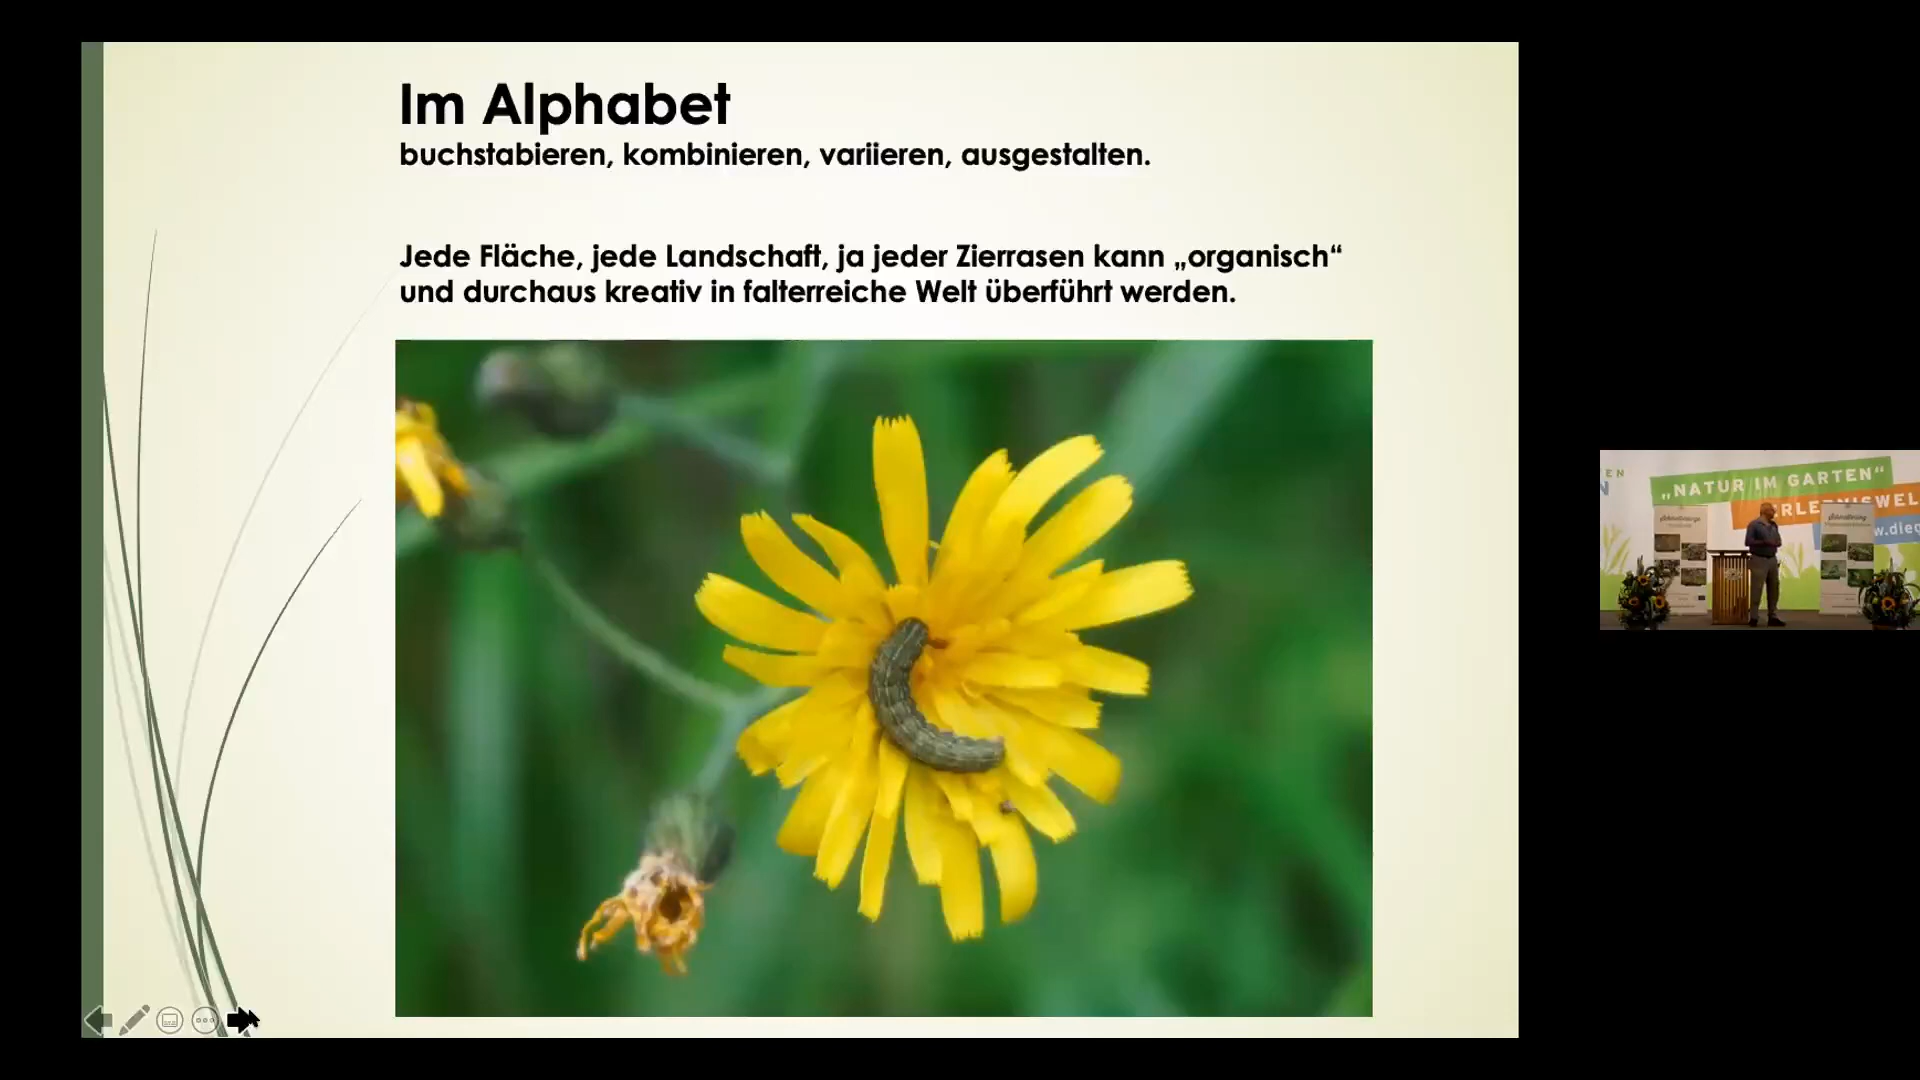 Im Alphabet
buchstabieren, kombinieren, variieren, ausgestalten.
Jede Fläche, jede Landschaft, ja jeder Zierrasen kann „organisch“
und durchaus kreativ in falterreiche Welt überführt werden.
„NATUR IM GARTEN“